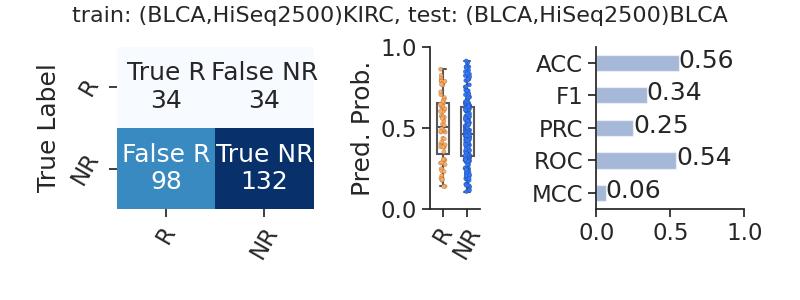 train: (BLCA,HiSeq2500)KIRC, test: (BLCA,HiSeq2500)BLCA
True Label
R
NR
True R
34
False NR
34
False R
98
True NR
132
R
NR
Pred. Prob.
1.0
0.5
0.0
R
NR
ACC
0.56
F1
0.34
PRC
0.25
ROC
0.54
MCC
0.06
0.0
0.5
1.0